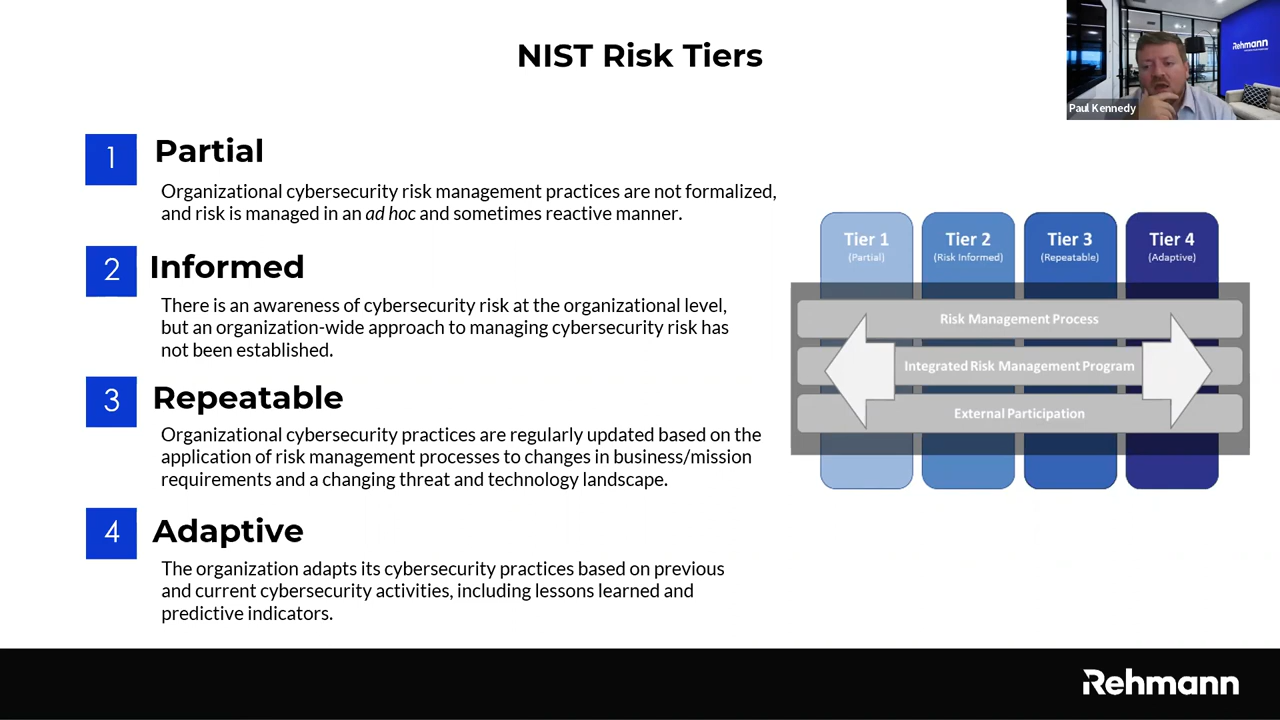 NIST Risk Tiers
Rehmann
Paul Kennedy
1 Partial
Organizational cybersecurity risk management practices are not formalized,
and risk is managed in an ad hoc and sometimes reactive manner.
2 Informed
There is an awareness of cybersecurity risk at the organizational level,
but an organization-wide approach to managing cybersecurity risk has
not been established.
3 Repeatable
Organizational cybersecurity practices are regularly updated based on the
application of risk management processes to changes in business/mission
requirements and a changing threat and technology landscape.
4 Adaptive
The organization adapts its cybersecurity practices based on previous
and current cybersecurity activities, including lessons learned and
predictive indicators.
Tier 1
(Partial)
Tier 2
(Risk Informed)
Tier 3
(Repeatable)
Tier 4
(Adaptive)
Risk Management Process
Integrated Risk Management Program
External Participation
Rehmann